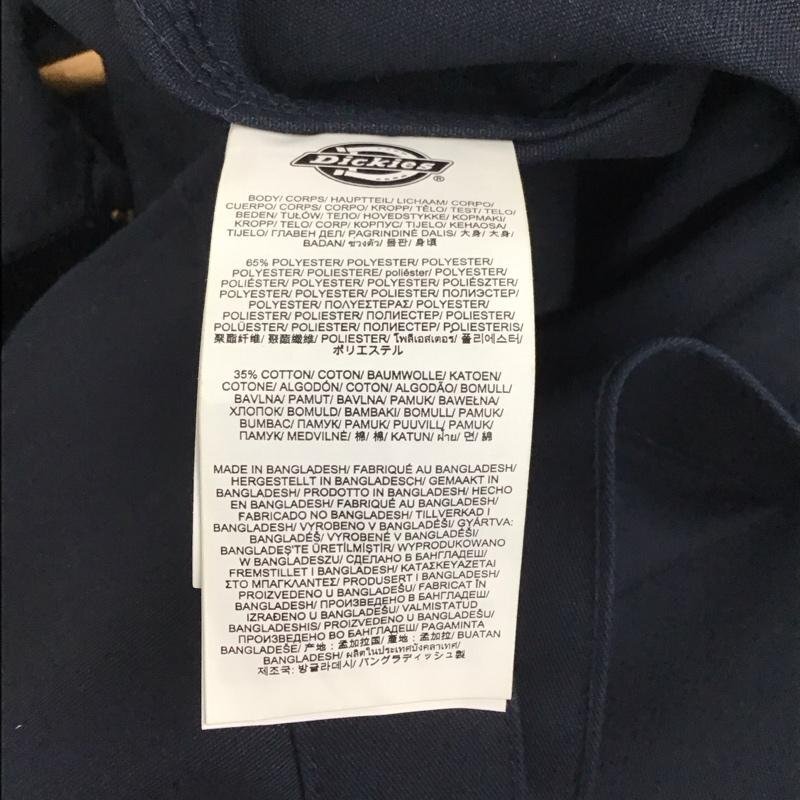 Dickies®
BODY/ CORPS/ HAUPTTEIL/ LICHAAM/ CORPO/
CUERPO/ CORPS/ CORPO/ KROPP/ TĚLO/ TEST/ TELO/
BEDEN/ TUŁÓW/ ТЕЛО/ HOVEDSTYKKE/ ΚΟΡΜΑΚΙ/
KROPP/ TELO/ CORP/ КОРПУС/ TIJELO/ KEHAOSA/
TIJELO/ ГЛАВЕН ДЕЛ/ PAGRINDINĖ DALIS/ 大身/ 大身/
BADAN/ ช่วงตัว/ 몸판/ 身頃
65% POLYESTER/ POLYESTER/ POLYESTER/
POLYESTER/ POLIESTERE/ poliéster/ POLYESTER/
POLIÉSTER/ POLYESTER/ POLYESTER/ POLIÉSZTER/
POLYESTER/ POLYESTER/ POLIESTER/ ПОЛИЭСТЕР/
POLYESTER/ ΠΟΛΥΕΣΤΕΡΑΣ/ POLYESTER/
POLIESTER/ POLIESTER/ ПОЛИЕСТЕР/ POLIESTER/
POLÜESTER/ POLIESTER/ ПОЛИЕСТЕР/ POLIESTERIS/
聚酯纤维/ 聚酯纖維/ POLIESTER/ โพลีเอสเตอร/ 폴리에스터/
ポリエステル
35% COTTON/ COTON/ BAUMWOLLE/ KATOEN/
COTONE/ ALGODÓN/ COTON/ ALGODÃO/ BOMULL/
BAVLNA/ PAMUT/ BAVLNA/ PAMUK/ BAWEŁNA/
ХЛОПОК/ BOMULD/ ΒΑΜΒΑΚΙ/ BOMULL/ PAMUK/
BUMBAC/ ПАМУК/ PAMUK/ PUUVILL/ PAMUK/
ПАМУК/ MEDVILNĖ/ 棉/ 棉/ KATUN/ ฝ้าย/ 면/ 綿
MADE IN BANGLADESH/ FABRIQUÉ AU BANGLADESH/
HERGESTELLT IN BANGLADESCH/ GEMAAKT IN
BANGLADESH/ PRODOTTO IN BANGLADESH/ HECHO
EN BANGLADESH/ FABRIQUÉ AU BANGLADESH/
FABRICADO NO BANGLADESH/ TILLVERKAD I
BANGLADESH/ VYROBENO V BANGLADÉŠI/ GYÁRTVA:
BANGLADÉŠ/ VYROBENÉ V BANGLADÉŠI/
BANGLADEŞ'TE ÜRETİLMİŞTİR/ WYPRODUKOWANO
W BANGLADESZU/ СДЕЛАНО В БАНГЛАДЕШ/
FREMSTILLET I BANGLADESH/ ΚΑΤΑΣΚΕΥΑΖΕΤΑΙ
ΣΤΟ ΜΠΑΓΚΛΑΝΤΕΣ/ PRODUSERT I BANGLADESH/
PROIZVEDENO U BANGLADEŠU/ FABRICAT ÎN
BANGLADESH/ ПРОИЗВЕДЕНО В БАНГЛАДЕШ/
IZRAĐENO U BANGLADEŠU/ VALMISTATUD
BANGLADESHIS/ PROIZVEDENO U BANGLADEŠU/
ПРОИЗВЕДЕНО ВО БАНГЛАДЕШ/ PAGAMINTA
BANGLADEŠE/ 产地：孟加拉国/ 產地：孟加拉/ BUATAN
BANGLADESH/ ผลิตในประเทศบังคลาเทศ/
제조국: 방글라데시/ バングラディッシュ製